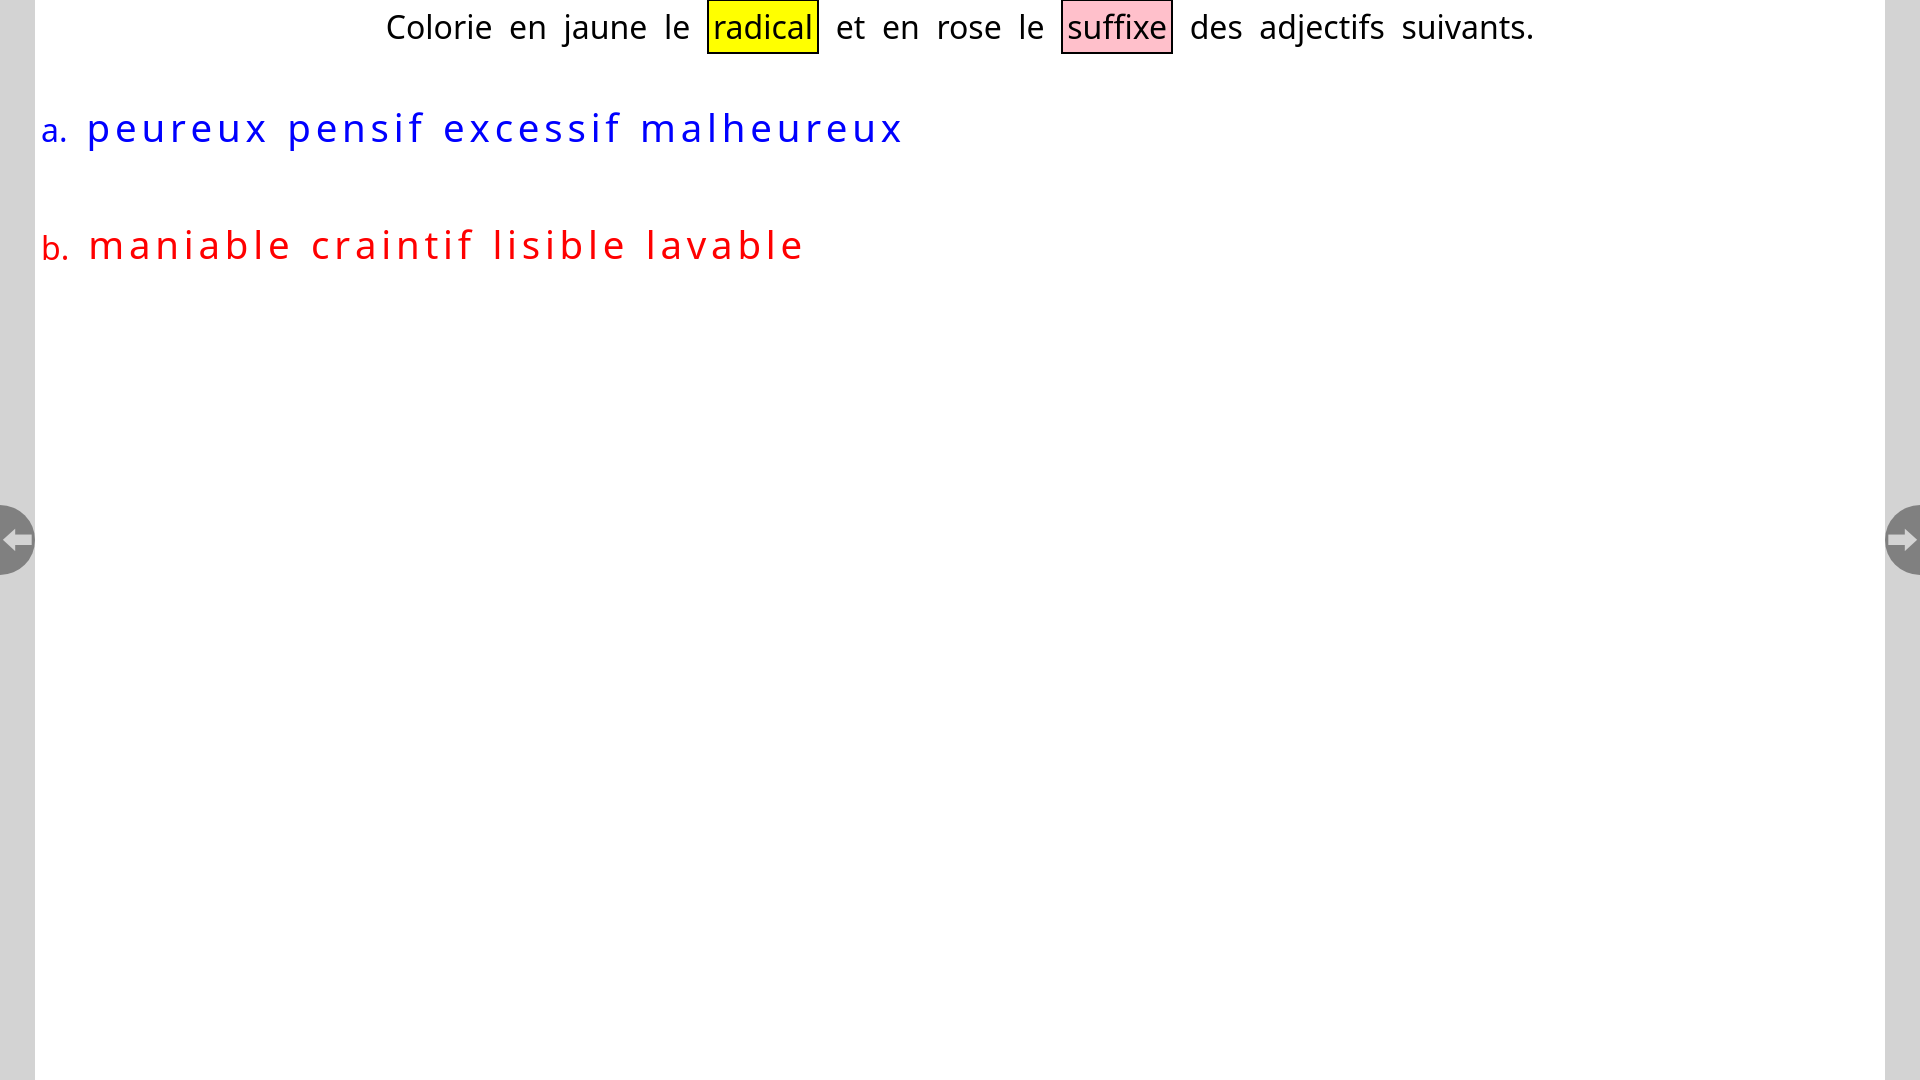 Colorie en jaune le radical et en rose le suffixe des adjectifs suivants.
a. peureux pensif excessif malheureux
b. maniable craintif lisible lavable